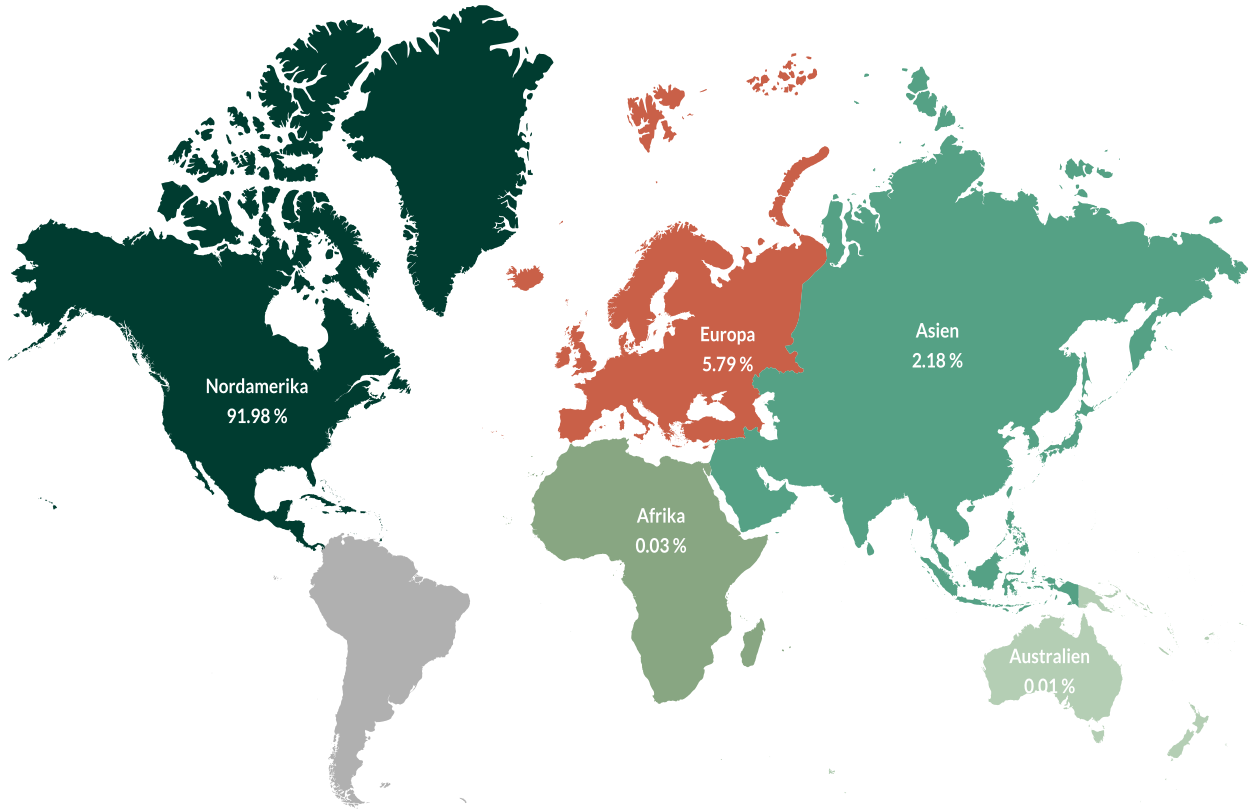 Nordamerika
91.98 %
Europa
5.79 %
Asien
2.18 %
Afrika
0.03 %
Australien
0.01 %